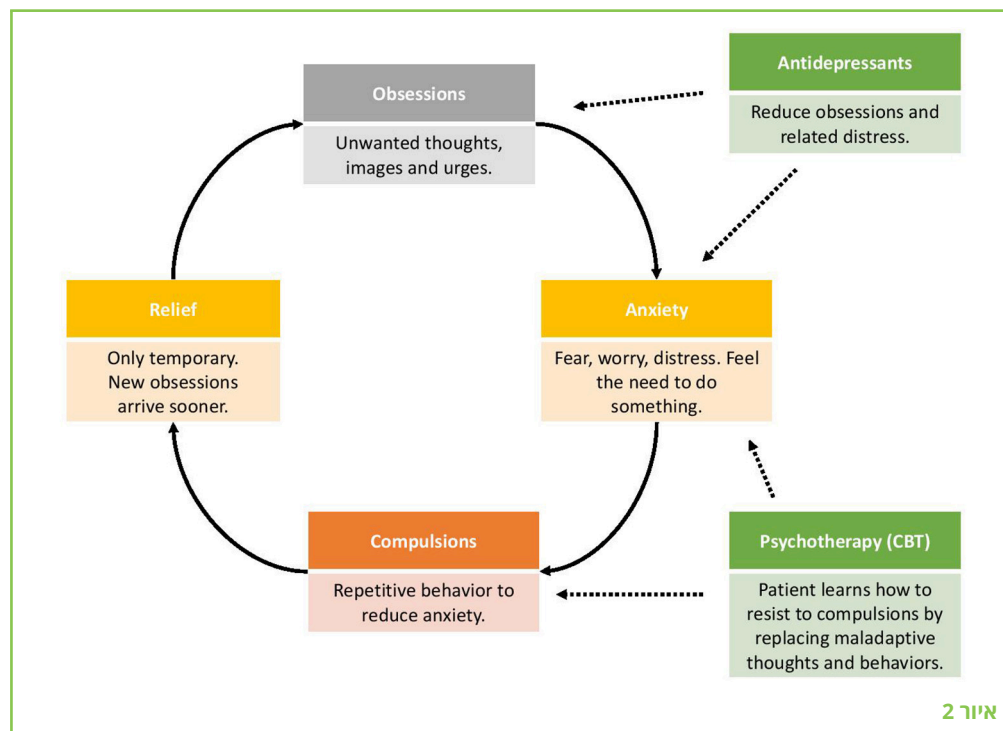 Obsessions
Unwanted thoughts,
images and urges.
Antidepressants
Reduce obsessions and
related distress.
Relief
Only temporary.
New obsessions
arrive sooner.
Anxiety
Fear, worry, distress. Feel
the need to do
something.
Compulsions
Repetitive behavior to
reduce anxiety.
Psychotherapy (CBT)
Patient learns how to
resist to compulsions by
replacing maladaptive
thoughts and behaviors.
איור 2